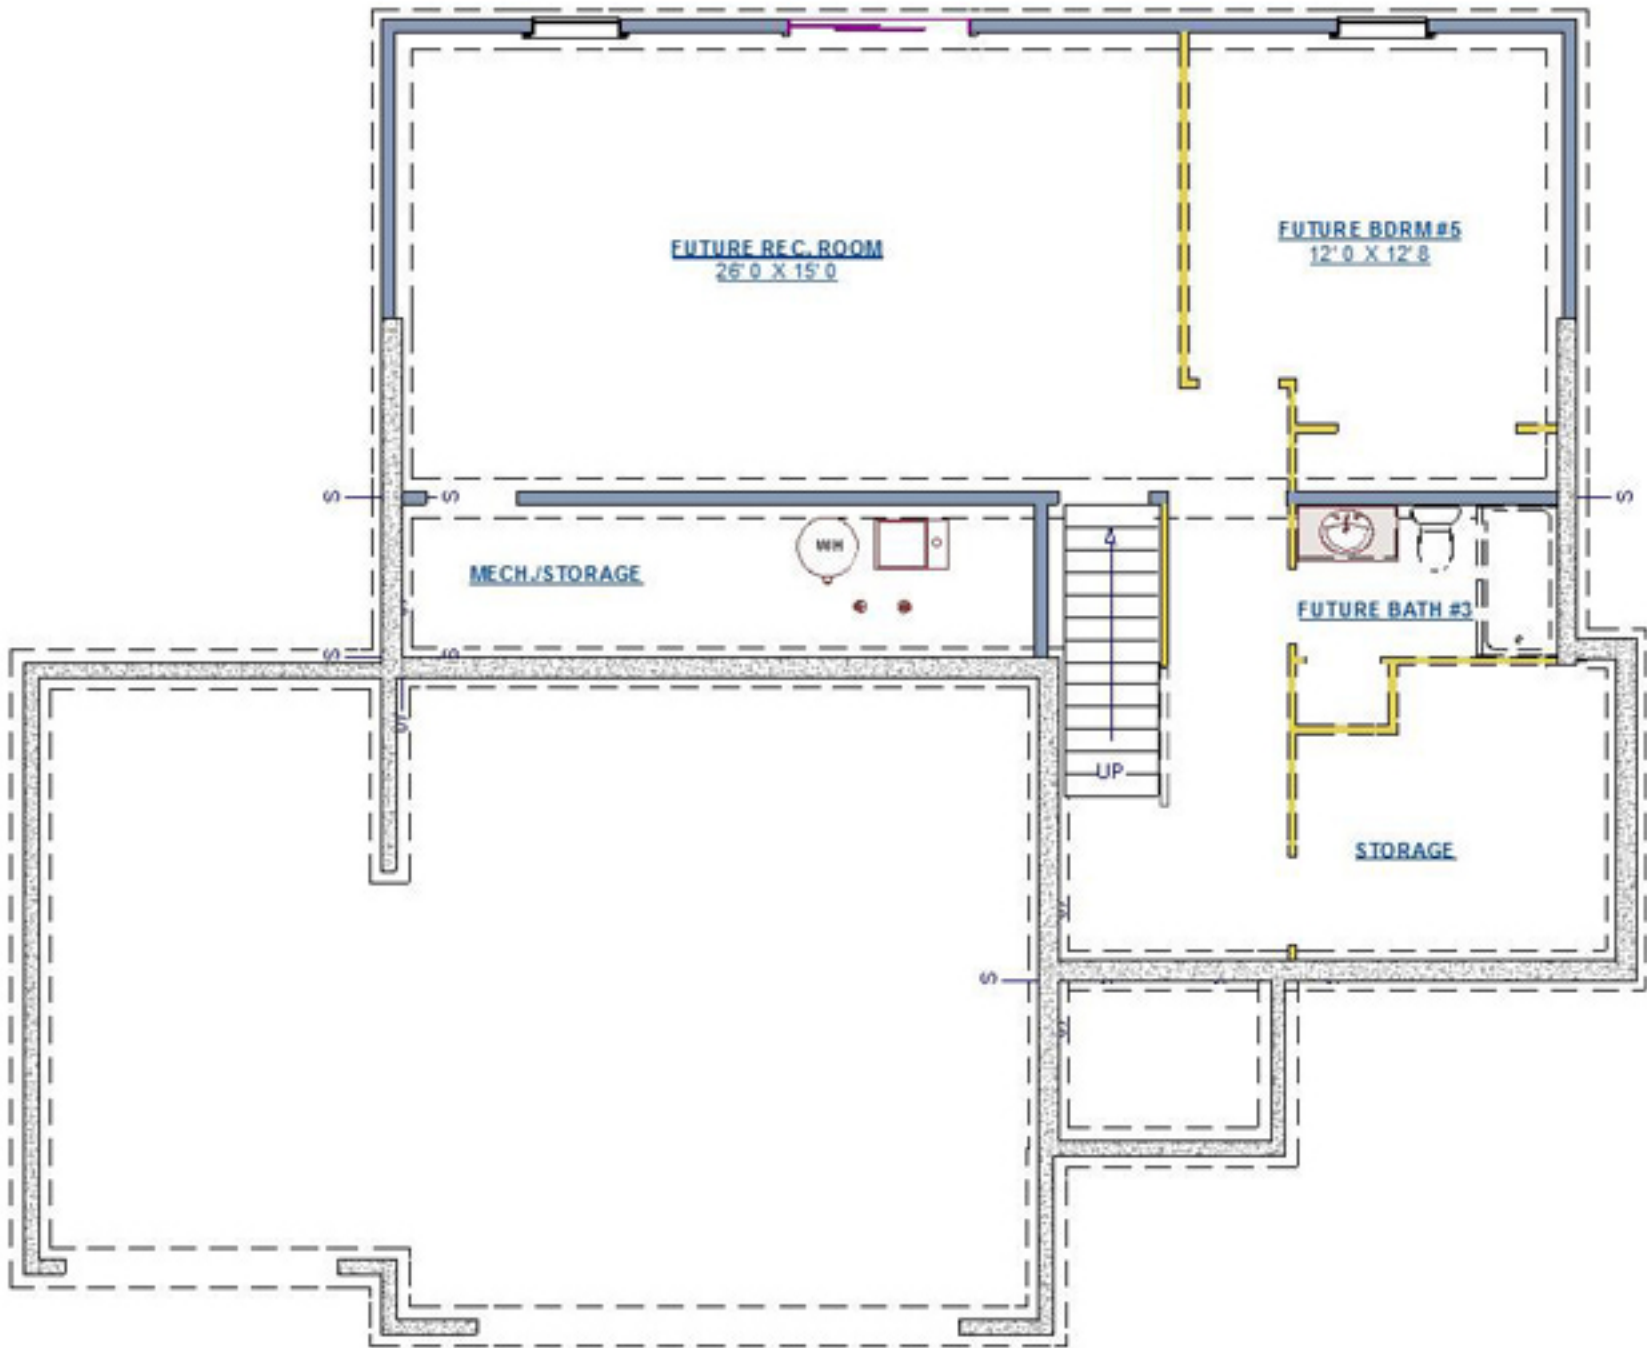 FUTURE BDRM #5
12' 0 X 12' 8
FUTURE REC. ROOM
26' 0 X 15' 0
S
S
S
WH
MECH./STORAGE
FUTURE BATH #3
S
S
S
UP
STORAGE
S